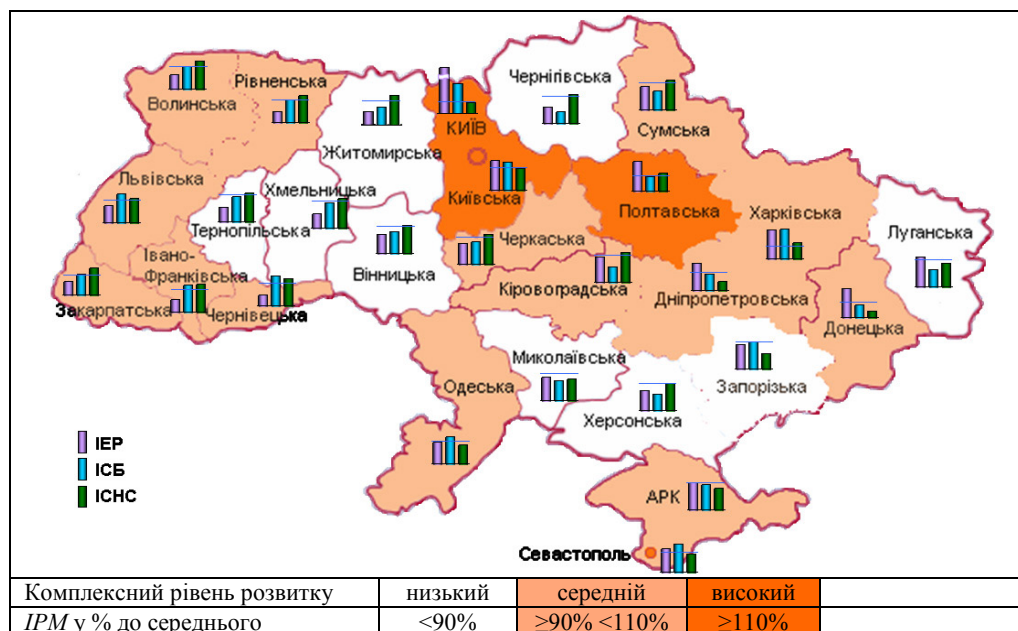 Чернігівська
Рівненська
Волинська
КИЇВ
Сумська
Житомирська
Львівська
Хмельницька
Київська
Полтавська
Харківська
Тернопільська
Луганська
Черкаська
Івано-
Франківська
Вінницька
Кіровоградська
Дніпропетровська
Закарпатська
Чернівецька
Донецька
Миколаївська
Одеська
Запорізька
Херсонська
ІЕР
ІСБ
ІСНС
АРК
Севастополь
Комплексний рівень розвитку низький середній високий
ІРМ у % до середнього <90% >90% <110% >110%